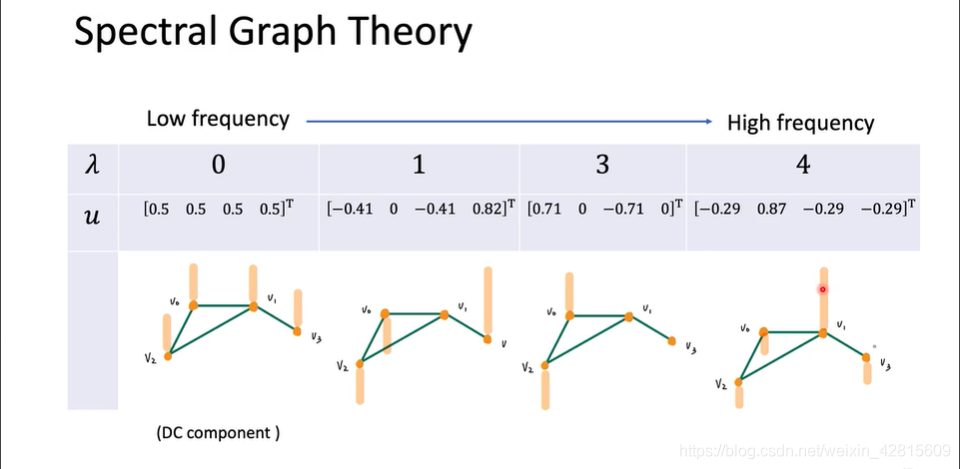 Spectral Graph Theory
Low frequency
High frequency
λ 0 1 3 4
u [0.5 0.5 0.5 0.5]ᵀ [−0.41 0 −0.41 0.82]ᵀ [0.71 0 −0.71 0]ᵀ [−0.29 0.87 −0.29 −0.29]ᵀ
V₀ V₁ V₂ V₃
V₀ V₁ V₂ V
V₀ V₁ V₂ V₃
V₀ V₁ V₂ V₃
(DC component )
https://blog.csdn.net/weixin_42815609